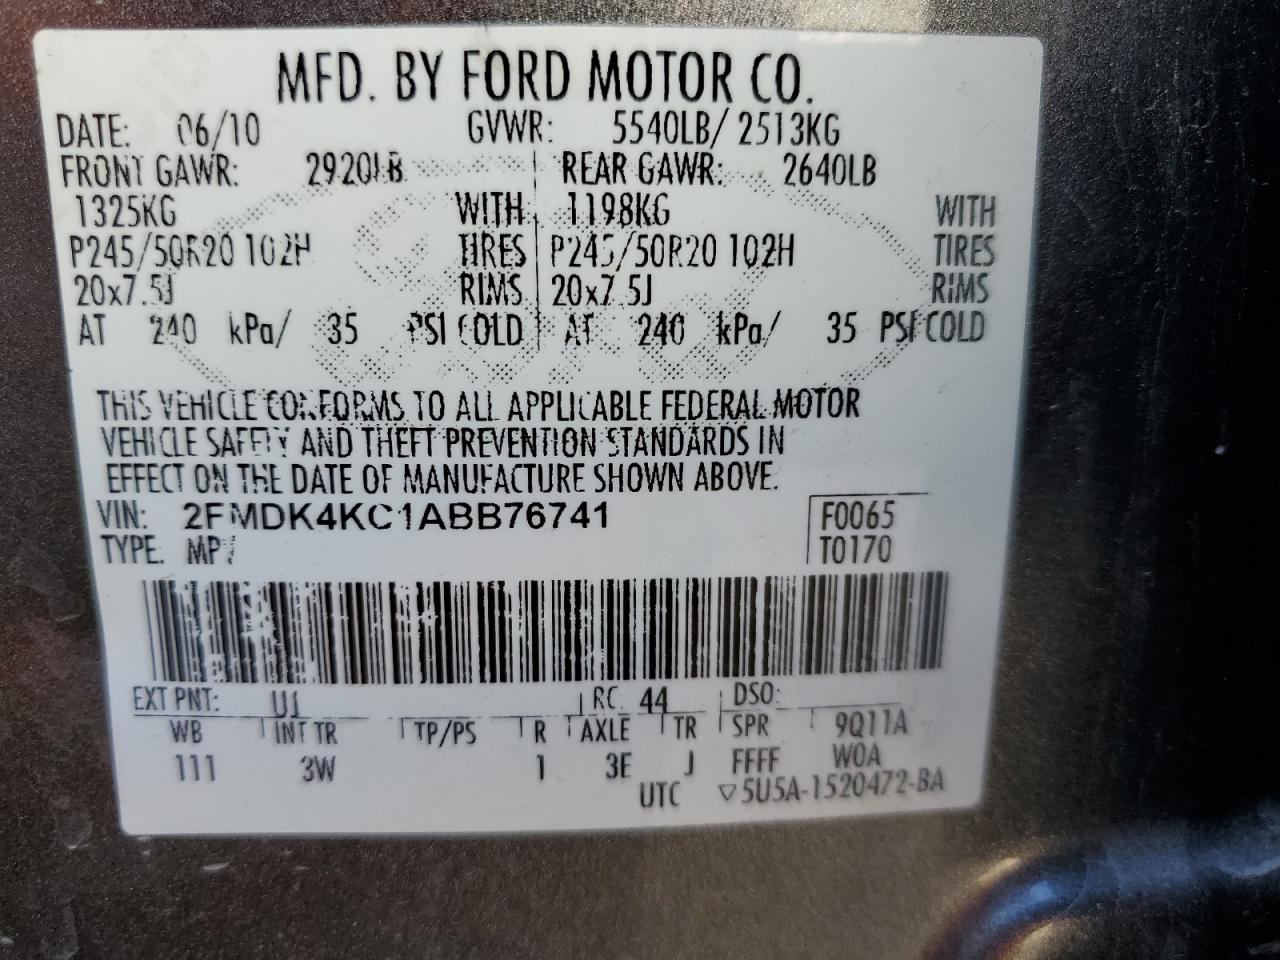 MFD. BY FORD MOTOR CO.
DATE: 06/10 GVWR: 5540LB/ 2513KG
FRONT GAWR: 2920LB REAR GAWR: 2640LB
1325KG WITH 1198KG WITH
P245/50R20 102H TIRES P245/50R20 102H TIRES
20x7.5J RIMS 20x7.5J RIMS
AT 240 kPa/ 35 PSI COLD AT 240 kPa/ 35 PSI COLD
THIS VEHICLE CONFORMS TO ALL APPLICABLE FEDERAL MOTOR
VEHICLE SAFETY AND THEFT PREVENTION STANDARDS IN
EFFECT ON THE DATE OF MANUFACTURE SHOWN ABOVE.
VIN: 2FMDK4KC1ABB76741 F0065
TYPE: MPV T0170
EXT PNT: UJ RC: 44 DSO:
WB INT TR TP/PS R AXLE TR SPR 9Q11A
111 3W 1 3E J FFFF W0A
UTC ▽5U5A-1520472-BA